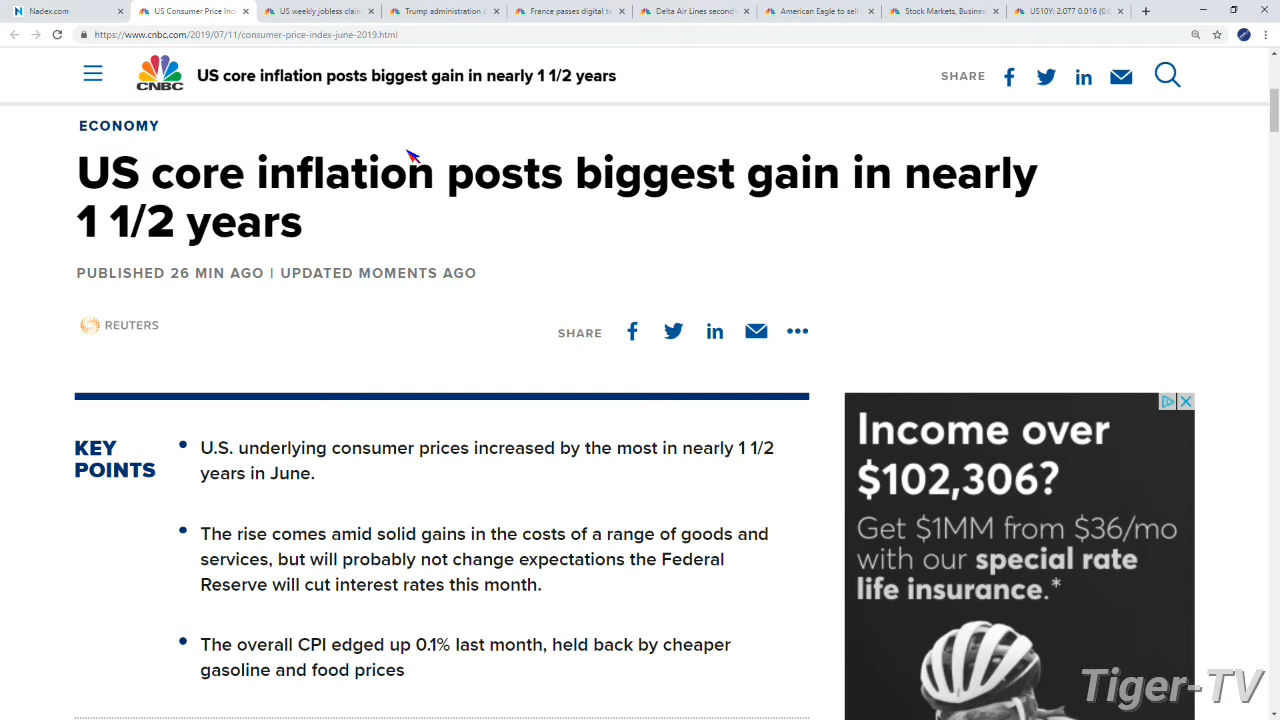 Nadex.com
US Consumer Price Ind
US weekly jobless claim
Trump administration c
France passes digital ta
Delta Air Lines second-
American Eagle to sell
Stock Markets, Busines
US10Y: 2.077 0.016 (0.
https://www.cnbc.com/2019/07/11/consumer-price-index-june-2019.html
CNBC
US core inflation posts biggest gain in nearly 1 1/2 years
SHARE
ECONOMY
US core inflation posts biggest gain in nearly
1 1/2 years
PUBLISHED 26 MIN AGO | UPDATED MOMENTS AGO
REUTERS
SHARE
KEY
POINTS
U.S. underlying consumer prices increased by the most in nearly 1 1/2
years in June.
The rise comes amid solid gains in the costs of a range of goods and
services, but will probably not change expectations the Federal
Reserve will cut interest rates this month.
The overall CPI edged up 0.1% last month, held back by cheaper
gasoline and food prices
Income over
$102,306?
Get $1MM from $36/mo
with our special rate
life insurance.*
Tiger-TV